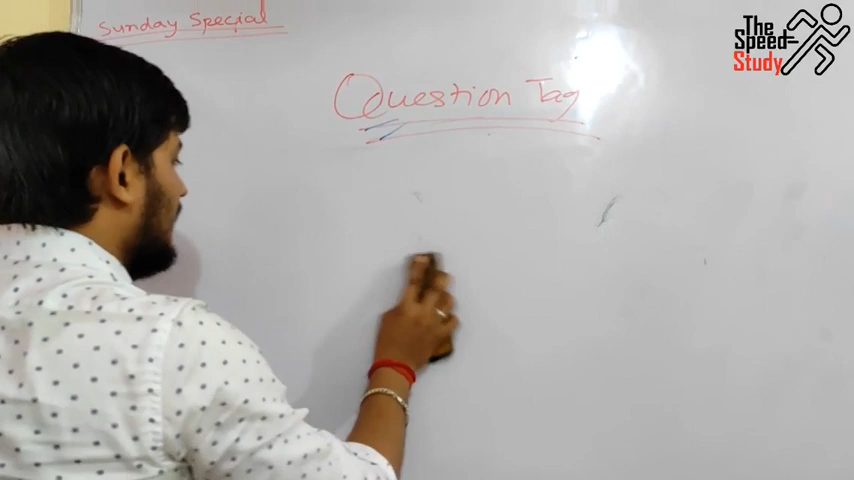 Sunday Special
Question Tag
The
Speed
Study